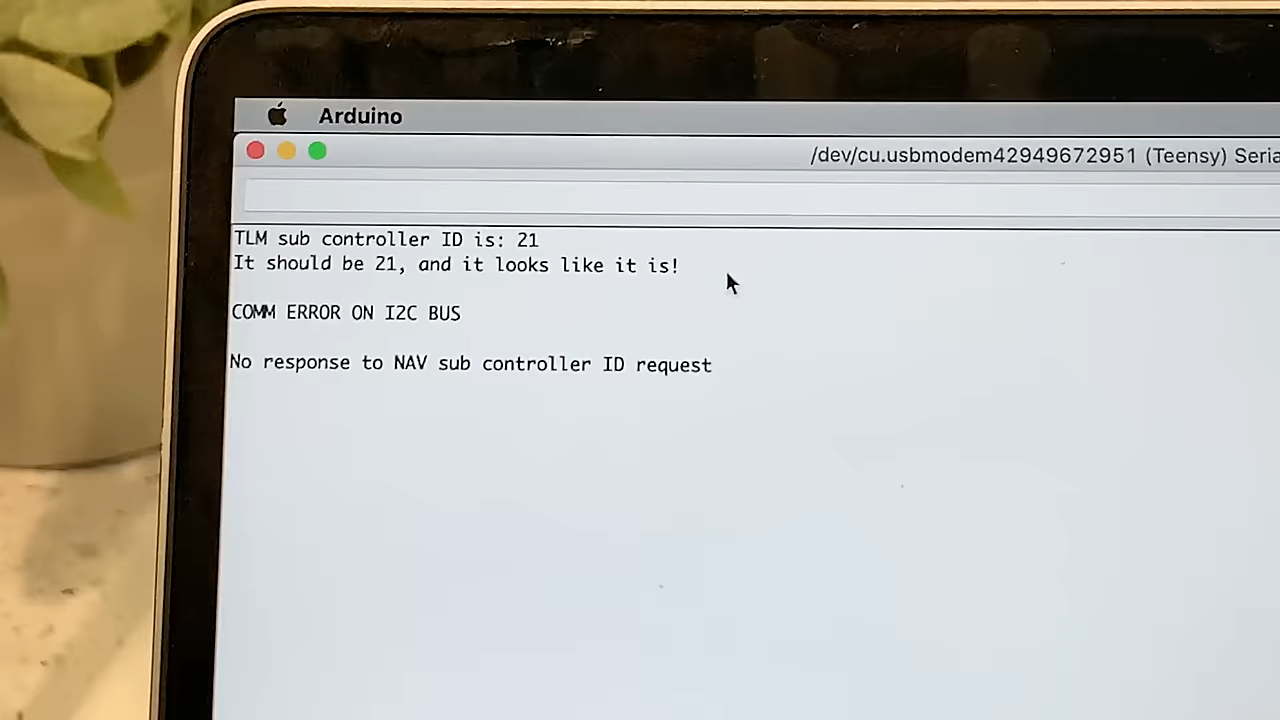 Arduino
/dev/cu.usbmodem42949672951 (Teensy) Seria
TLM sub controller ID is: 21
It should be 21, and it looks like it is!
COMM ERROR ON I2C BUS
No response to NAV sub controller ID request